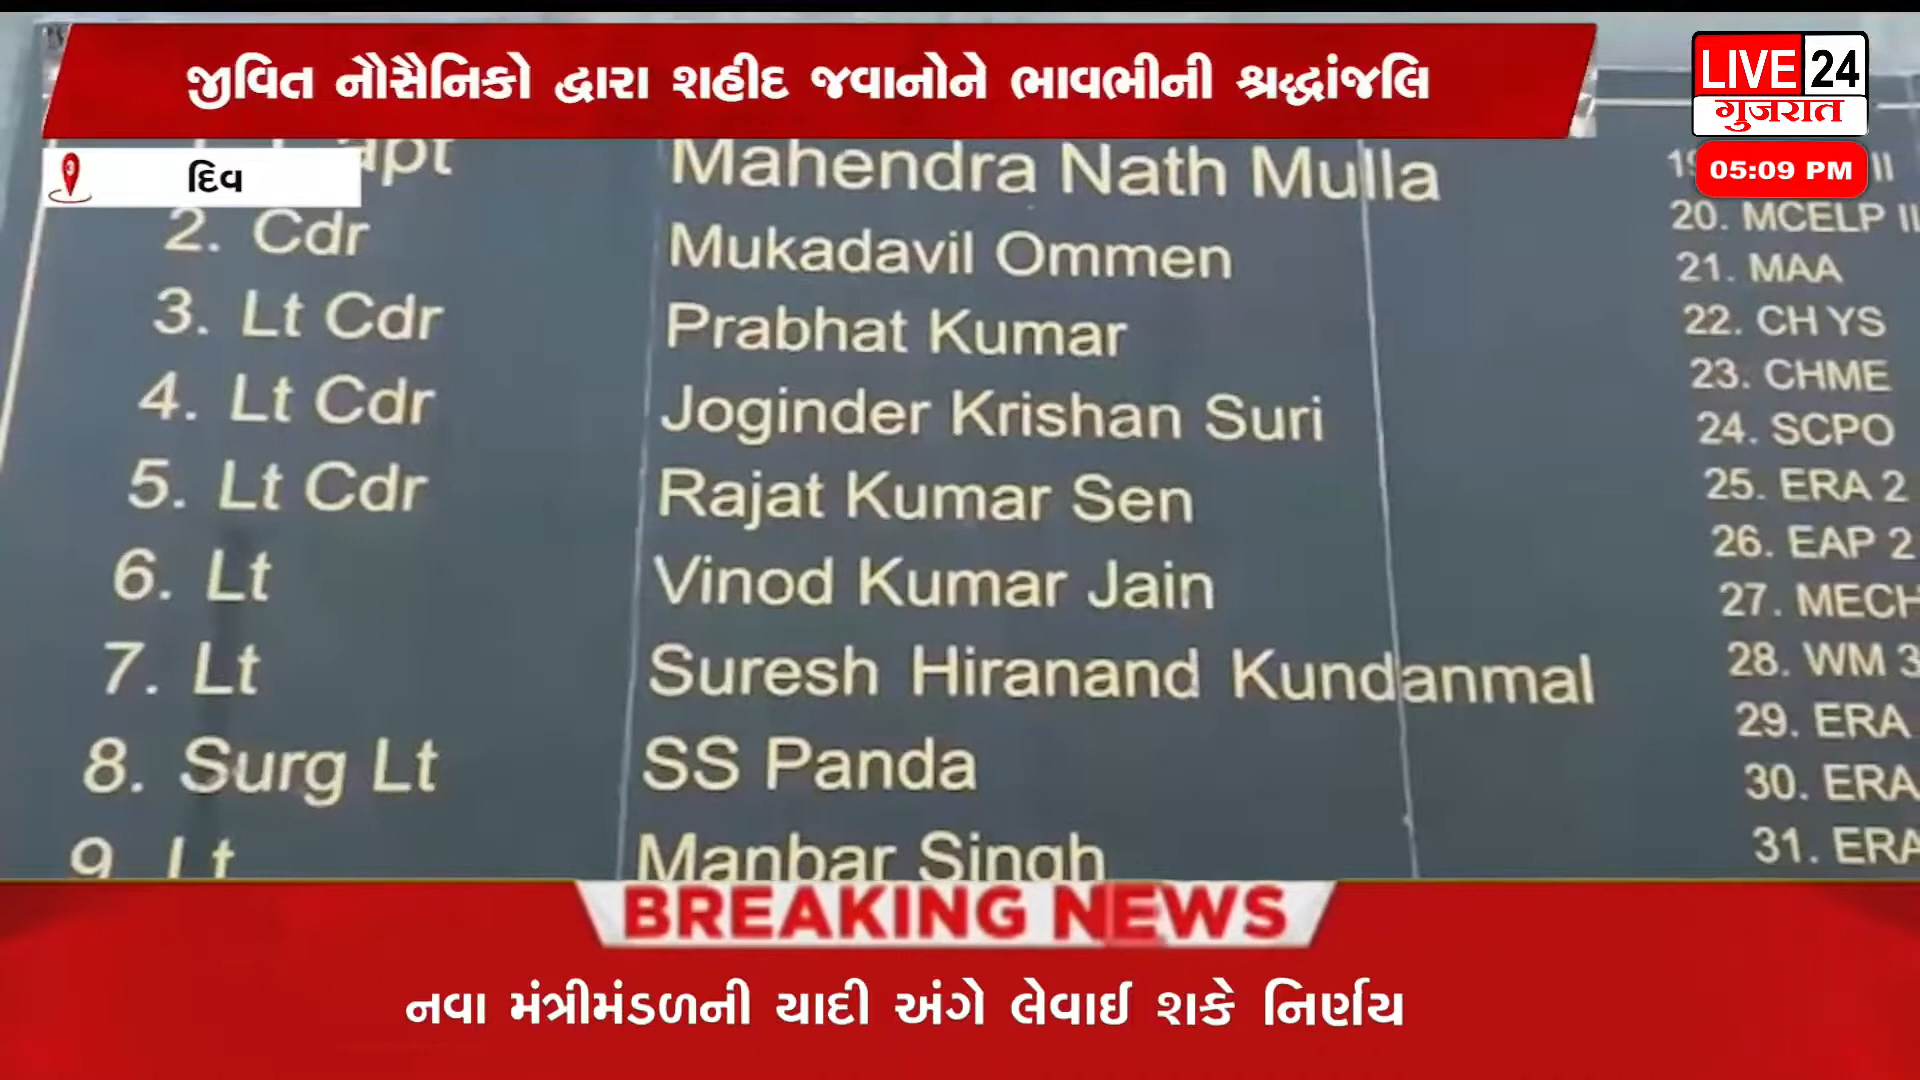 જીવિત નૌસૈનિકો દ્વારા શહીદ જવાનોને ભાવભીની શ્રદ્ધાંજલિ
LIVE 24
ગુજરાત
05:09 PM
દિવ
Mahendra Nath Mulla
2. Cdr Mukadavil Ommen
3. Lt Cdr Prabhat Kumar
4. Lt Cdr Joginder Krishan Suri
5. Lt Cdr Rajat Kumar Sen
6. Lt Vinod Kumar Jain
7. Lt Suresh Hiranand Kundanmal
8. Surg Lt SS Panda
9 Lt Manbar Singh
20. MCELP II
21. MAA
22. CH YS
23. CHME
24. SCPO
25. ERA 2
26. EAP 2
27. MECH
28. WM 3
29. ERA
30. ERA
31. ERA
BREAKING NEWS
નવા મંત્રીમંડળની યાદી અંગે લેવાઈ શકે નિર્ણય